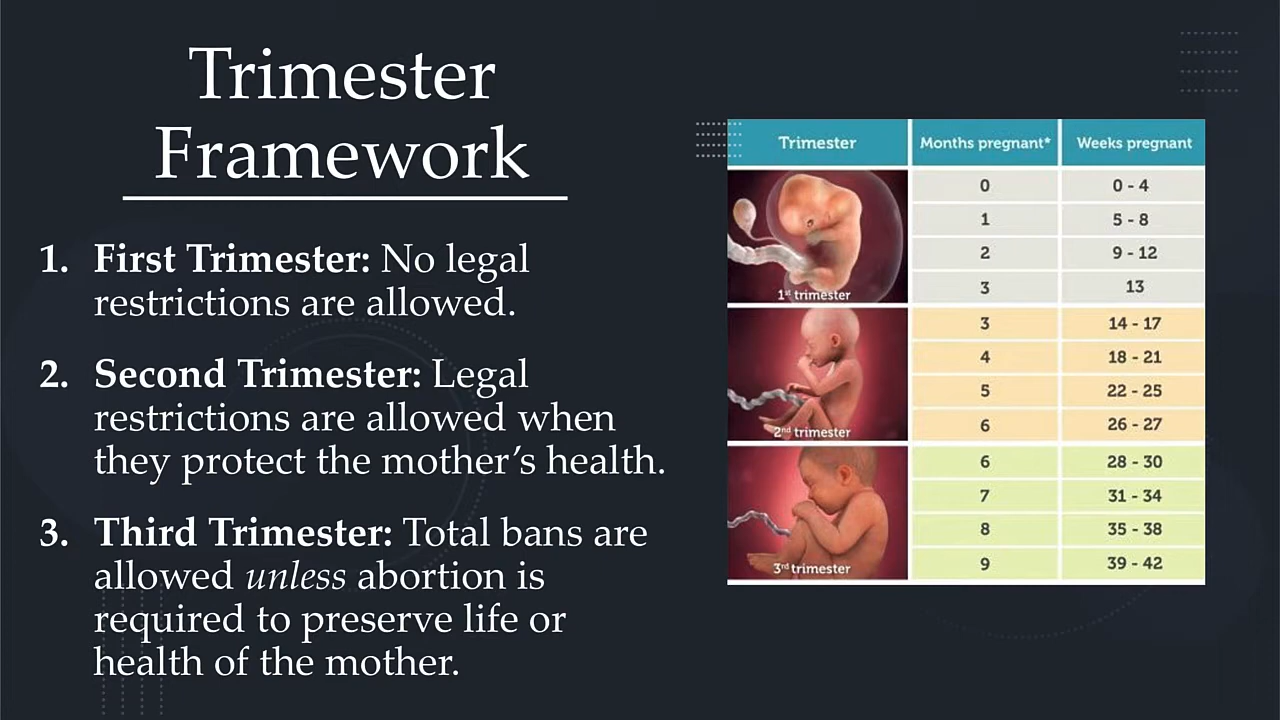 Trimester
Framework
1. First Trimester: No legal
restrictions are allowed.
2. Second Trimester: Legal
restrictions are allowed when
they protect the mother’s health.
3. Third Trimester: Total bans are
allowed unless abortion is
required to preserve life or
health of the mother.
Trimester Months pregnant* Weeks pregnant
0 0 - 4
1 5 - 8
2 9 - 12
3 13
1st trimester
3 14 - 17
4 18 - 21
5 22 - 25
6 26 - 27
2nd trimester
6 28 - 30
7 31 - 34
8 35 - 38
9 39 - 42
3rd trimester